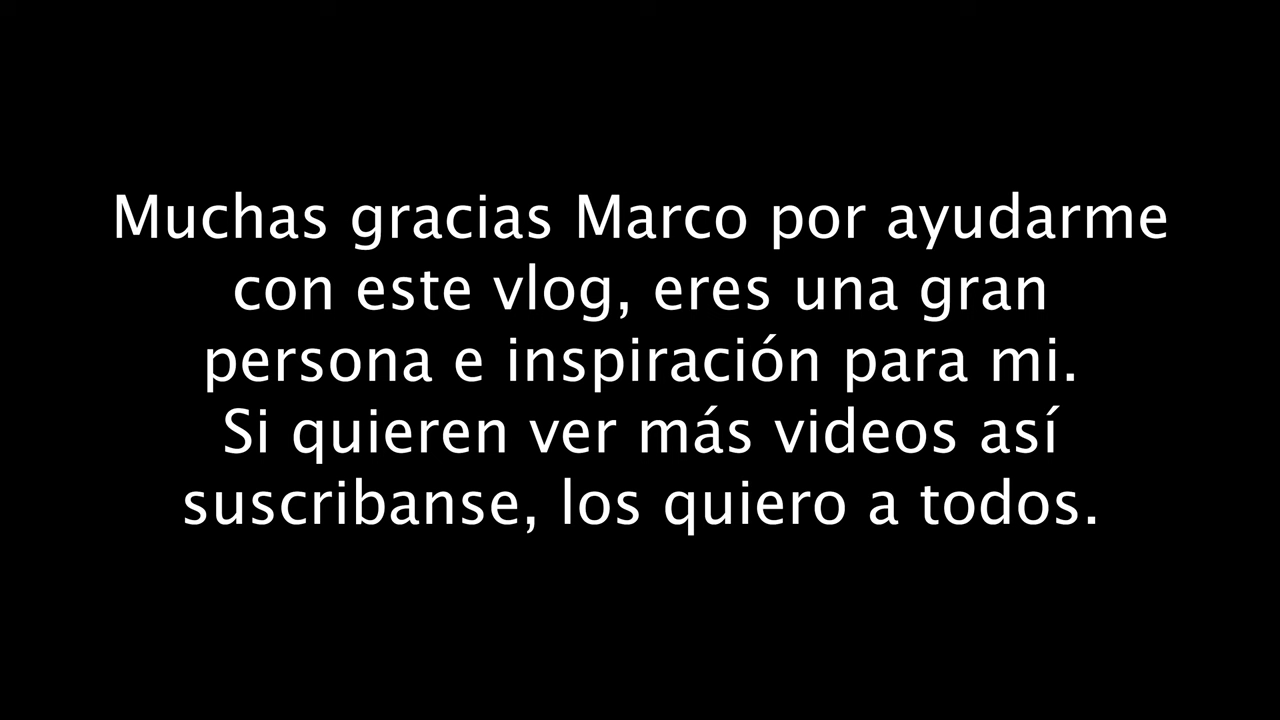 Muchas gracias Marco por ayudarme
con este vlog, eres una gran
persona e inspiración para mi.
Si quieren ver más videos así
suscribanse, los quiero a todos.